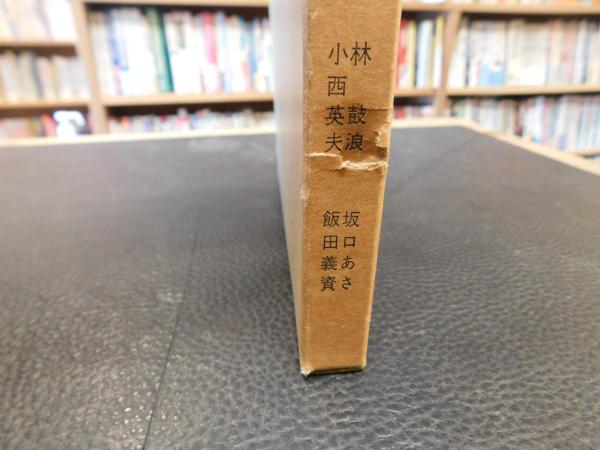 林 鼓浪
小西英夫
坂口あさ
飯田義資